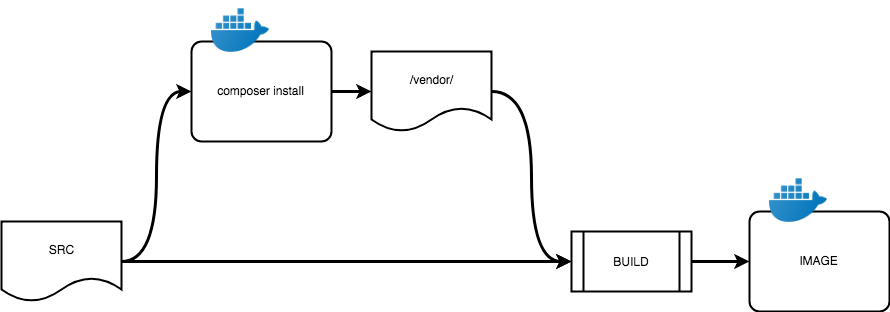 composer install
/vendor/
SRC
BUILD
IMAGE